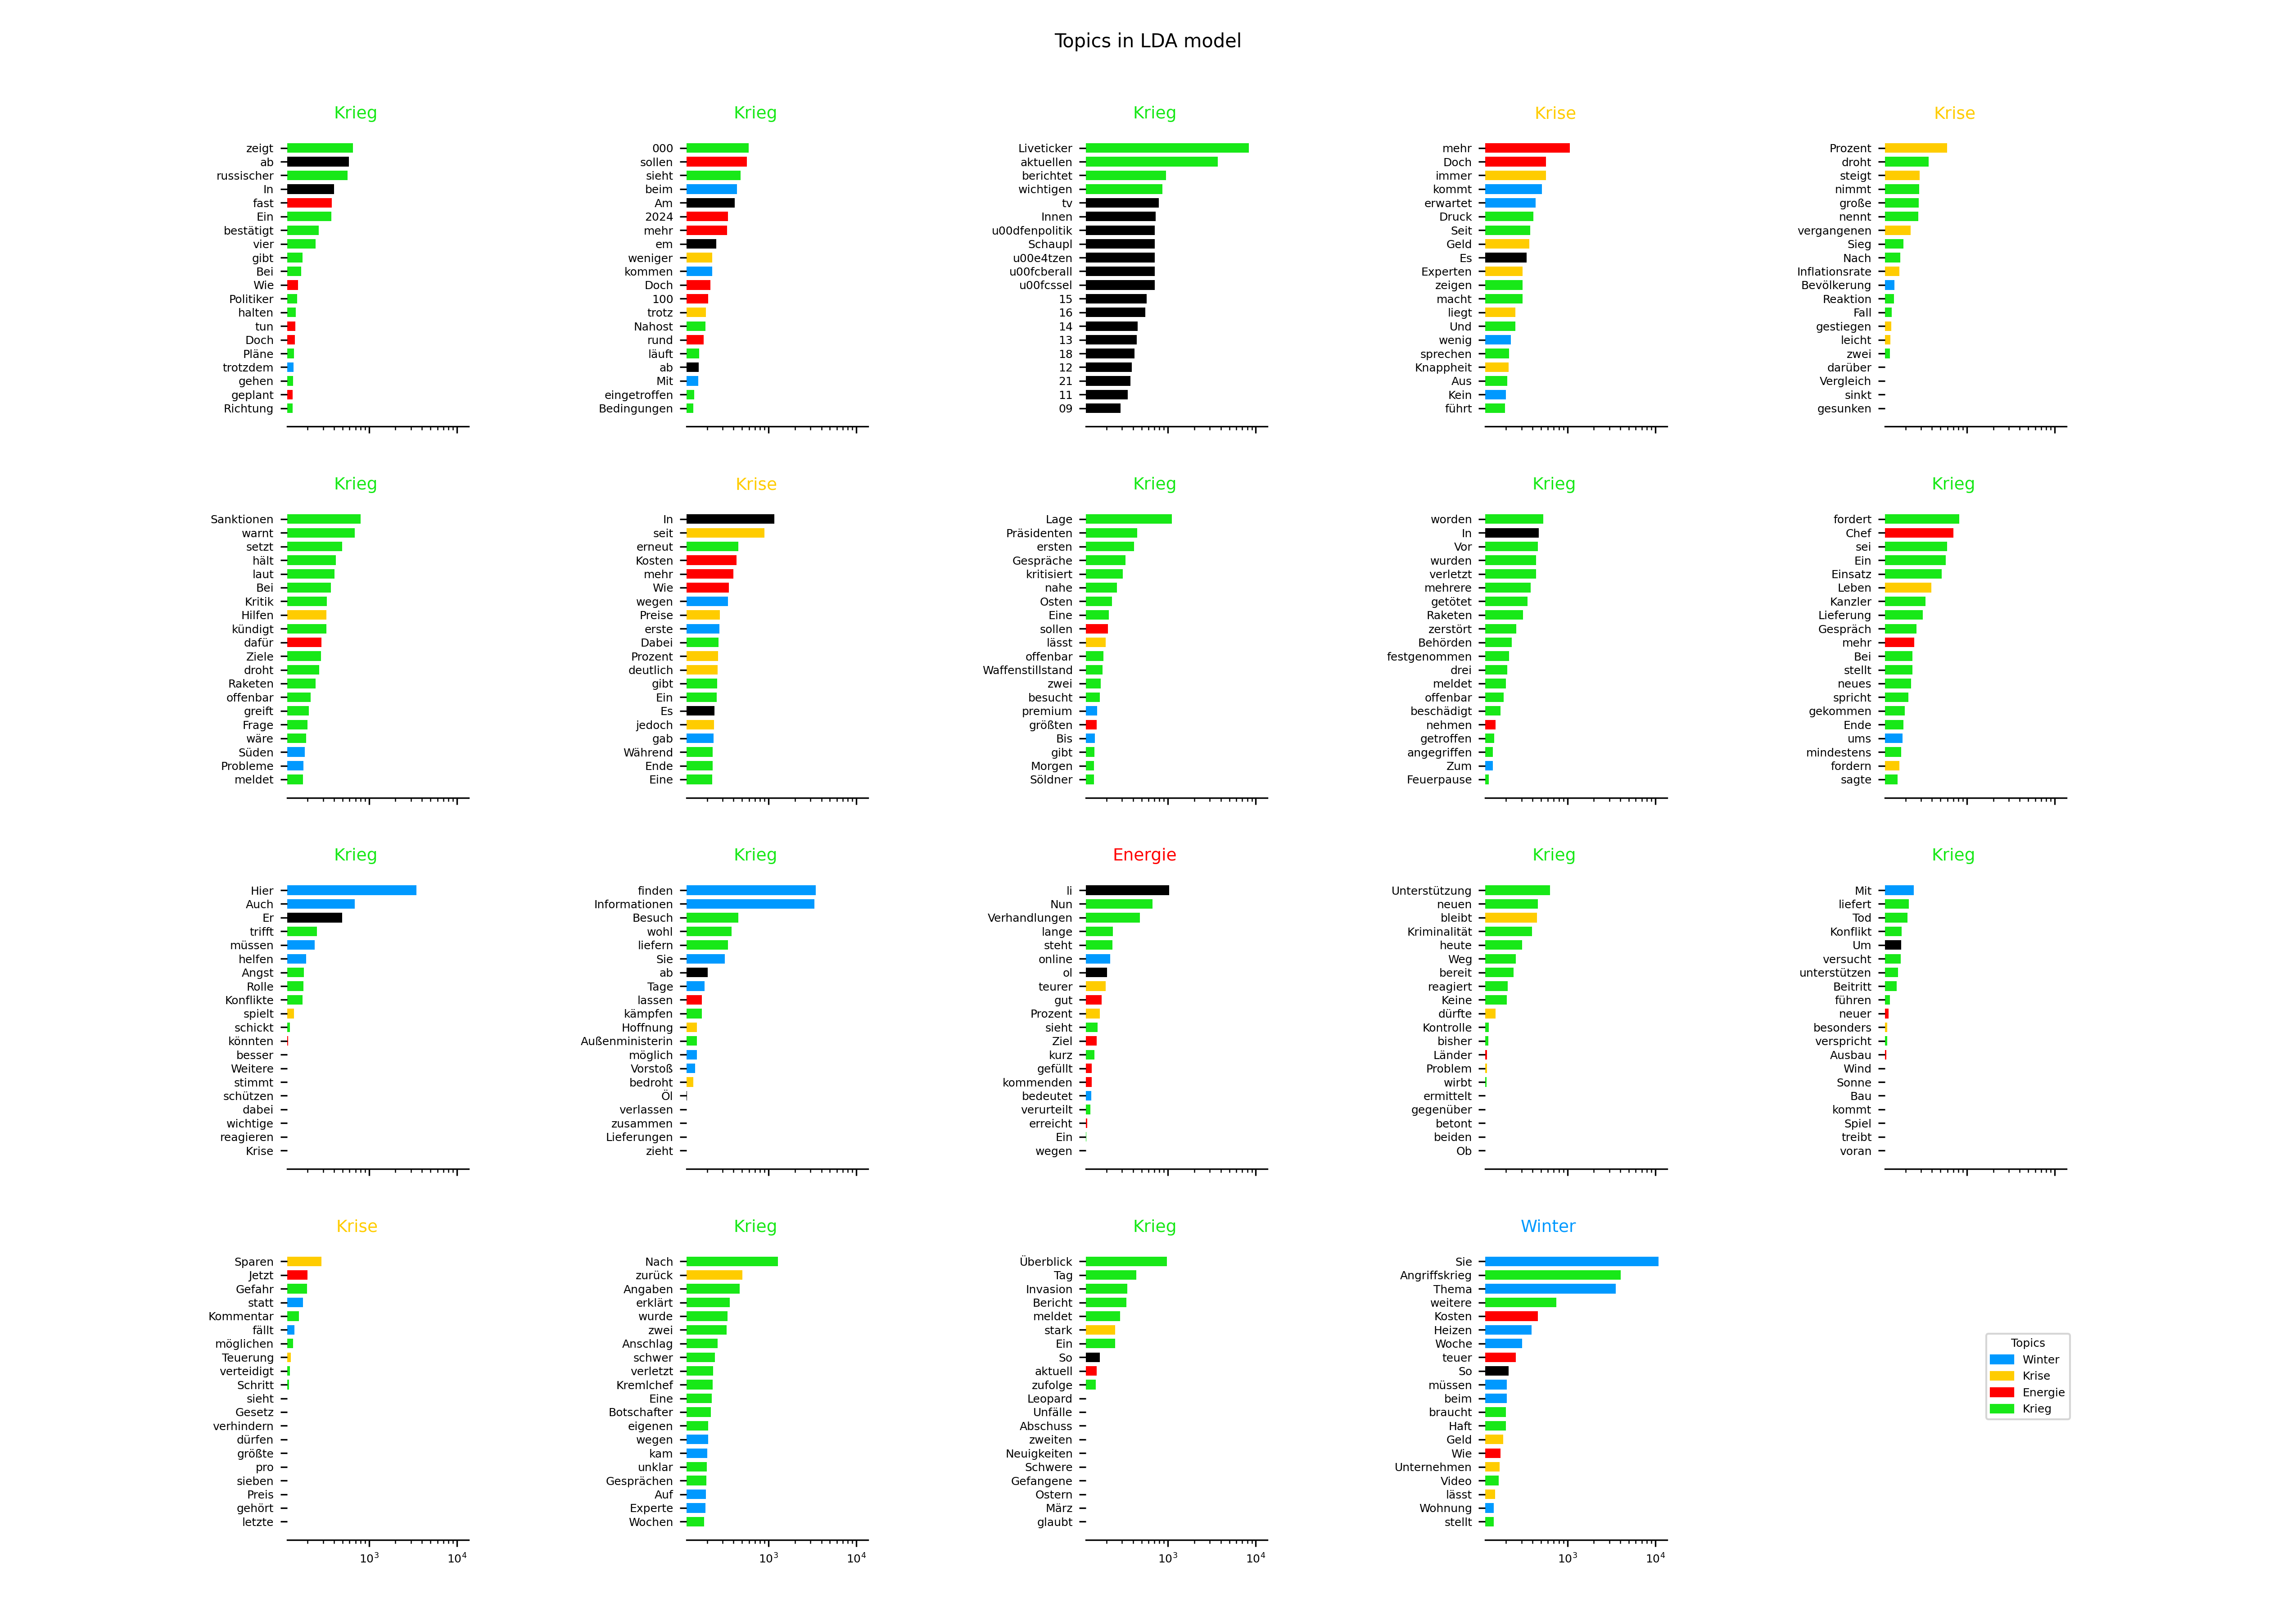 Topics in LDA model
Krieg
zeigt
ab
russischer
In
fast
Ein
bestätigt
vier
gibt
Bei
Wie
Politiker
halten
tun
Doch
Pläne
trotzdem
gehen
geplant
Richtung
Krieg
000
sollen
sieht
beim
Am
2024
mehr
em
weniger
kommen
Doch
100
trotz
Nahost
rund
läuft
ab
Mit
eingetroffen
Bedingungen
Krieg
Liveticker
aktuellen
berichtet
wichtigen
tv
Innen
u00dfenpolitik
Schaupl
u00e4tzen
u00fcberall
u00fcssel
15
16
14
13
18
12
21
11
09
Krise
mehr
Doch
immer
kommt
erwartet
Druck
Seit
Geld
Es
Experten
zeigen
macht
liegt
Und
wenig
sprechen
Knappheit
Aus
Kein
führt
Krise
Prozent
droht
steigt
nimmt
große
nennt
vergangenen
Sieg
Nach
Inflationsrate
Bevölkerung
Reaktion
Fall
gestiegen
leicht
zwei
darüber
Vergleich
sinkt
gesunken
Krieg
Sanktionen
warnt
setzt
hält
laut
Bei
Kritik
Hilfen
kündigt
dafür
Ziele
droht
Raketen
offenbar
greift
Frage
wäre
Süden
Probleme
meldet
Krise
In
seit
erneut
Kosten
mehr
Wie
wegen
Preise
erste
Dabei
Prozent
deutlich
gibt
Ein
Es
jedoch
gab
Während
Ende
Eine
Krieg
Lage
Präsidenten
ersten
Gespräche
kritisiert
nahe
Osten
Eine
sollen
lässt
offenbar
Waffenstillstand
zwei
besucht
premium
größten
Bis
gibt
Morgen
Söldner
Krieg
worden
In
Vor
wurden
verletzt
mehrere
getötet
Raketen
zerstört
Behörden
festgenommen
drei
meldet
offenbar
beschädigt
nehmen
getroffen
angegriffen
Zum
Feuerpause
Krieg
fordert
Chef
sei
Ein
Einsatz
Leben
Kanzler
Lieferung
Gespräch
mehr
Bei
stellt
neues
spricht
gekommen
Ende
ums
mindestens
fordern
sagte
Krieg
Hier
Auch
Er
trifft
müssen
helfen
Angst
Rolle
Konflikte
spielt
schickt
könnten
besser
Weitere
stimmt
schützen
dabei
wichtige
reagieren
Krise
Krieg
finden
Informationen
Besuch
wohl
liefern
Sie
ab
Tage
lassen
kämpfen
Hoffnung
Außenministerin
möglich
Vorstoß
bedroht
Öl
verlassen
zusammen
Lieferungen
zieht
Energie
li
Nun
Verhandlungen
lange
steht
online
ol
teurer
gut
Prozent
sieht
Ziel
kurz
gefüllt
kommenden
bedeutet
verurteilt
erreicht
Ein
wegen
Krieg
Unterstützung
neuen
bleibt
Kriminalität
heute
Weg
bereit
reagiert
Keine
dürfte
Kontrolle
bisher
Länder
Problem
wirbt
ermittelt
gegenüber
betont
beiden
Ob
Krieg
Mit
liefert
Tod
Konflikt
Um
versucht
unterstützen
Beitritt
führen
neuer
besonders
verspricht
Ausbau
Wind
Sonne
Bau
kommt
Spiel
treibt
voran
Krise
Sparen
Jetzt
Gefahr
statt
Kommentar
fällt
möglichen
Teuerung
verteidigt
Schritt
sieht
Gesetz
verhindern
dürfen
größte
pro
sieben
Preis
gehört
letzte
10³ 10⁴
Krieg
Nach
zurück
Angaben
erklärt
wurde
zwei
Anschlag
schwer
verletzt
Kremlchef
Eine
Botschafter
eigenen
wegen
kam
unklar
Gesprächen
Auf
Experte
Wochen
10³ 10⁴
Krieg
Überblick
Tag
Invasion
Bericht
meldet
stark
Ein
So
aktuell
zufolge
Leopard
Unfälle
Abschuss
zweiten
Neuigkeiten
Schwere
Gefangene
Ostern
März
glaubt
10³ 10⁴
Winter
Sie
Angriffskrieg
Thema
weitere
Kosten
Heizen
Woche
teuer
So
müssen
beim
braucht
Haft
Geld
Wie
Unternehmen
Video
lässt
Wohnung
stellt
10³ 10⁴
Topics
Winter
Krise
Energie
Krieg